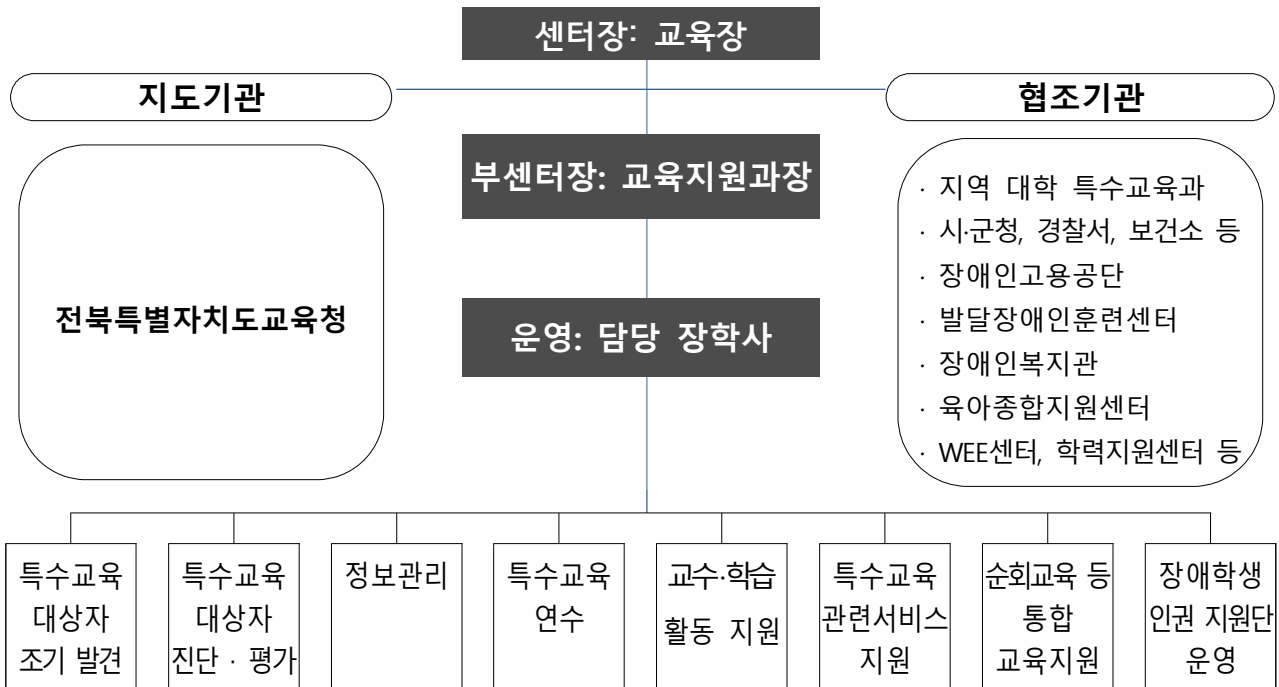 센터장: 교육장
지도기관
협조기관
부센터장: 교육지원과장
전북특별자치도교육청
· 지역 대학 특수교육과
· 시·군청, 경찰서, 보건소 등
· 장애인고용공단
· 발달장애인훈련센터
· 장애인복지관
· 육아종합지원센터
· WEE센터, 학력지원센터 등
운영: 담당 장학사
특수교육
대상자
조기 발견
특수교육
대상자
진단 · 평가
정보관리
특수교육
연수
교수·학습
활동 지원
특수교육
관련서비스
지원
순회교육 등
통합
교육지원
장애학생
인권 지원단
운영